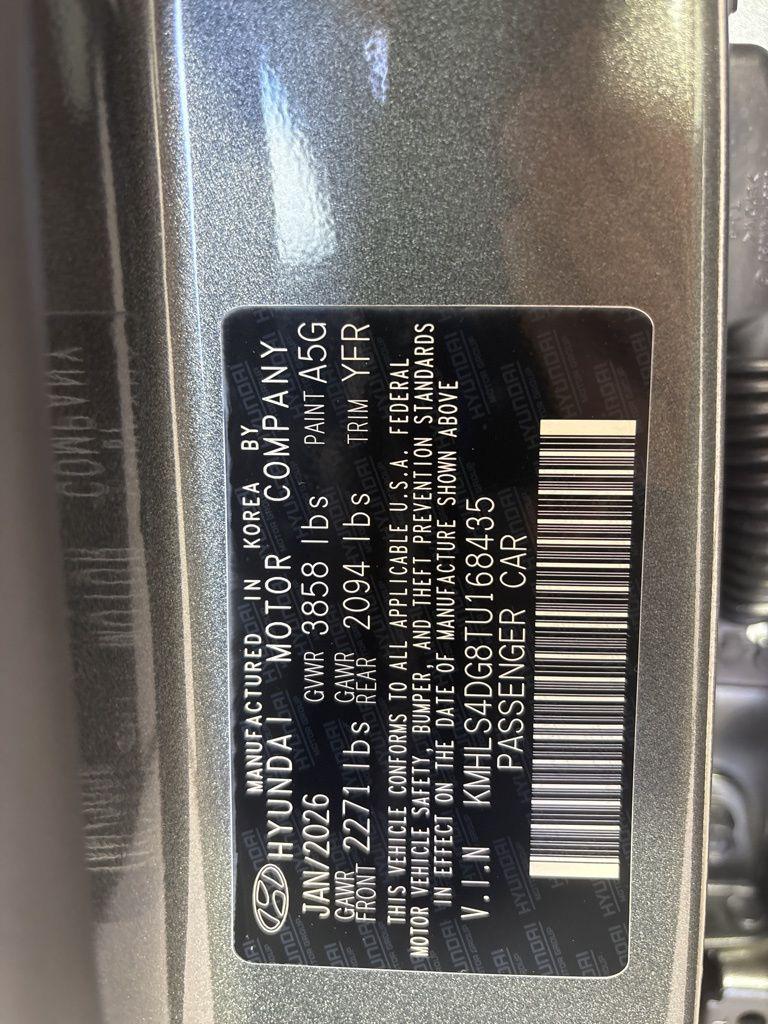 MANUFACTURED IN KOREA BY
HYUNDAI MOTOR COMPANY
JAN/2026 GVWR 3858 lbs PAINT A5G
GAWR FRONT 2271 lbs GAWR REAR 2094 lbs TRIM YFR
THIS VEHICLE CONFORMS TO ALL APPLICABLE U.S.A. FEDERAL
MOTOR VEHICLE SAFETY, BUMPER, AND THEFT PREVENTION STANDARDS
IN EFFECT ON THE DATE OF MANUFACTURE SHOWN ABOVE
V.I.N KMHLS4DG8TU168435
PASSENGER CAR